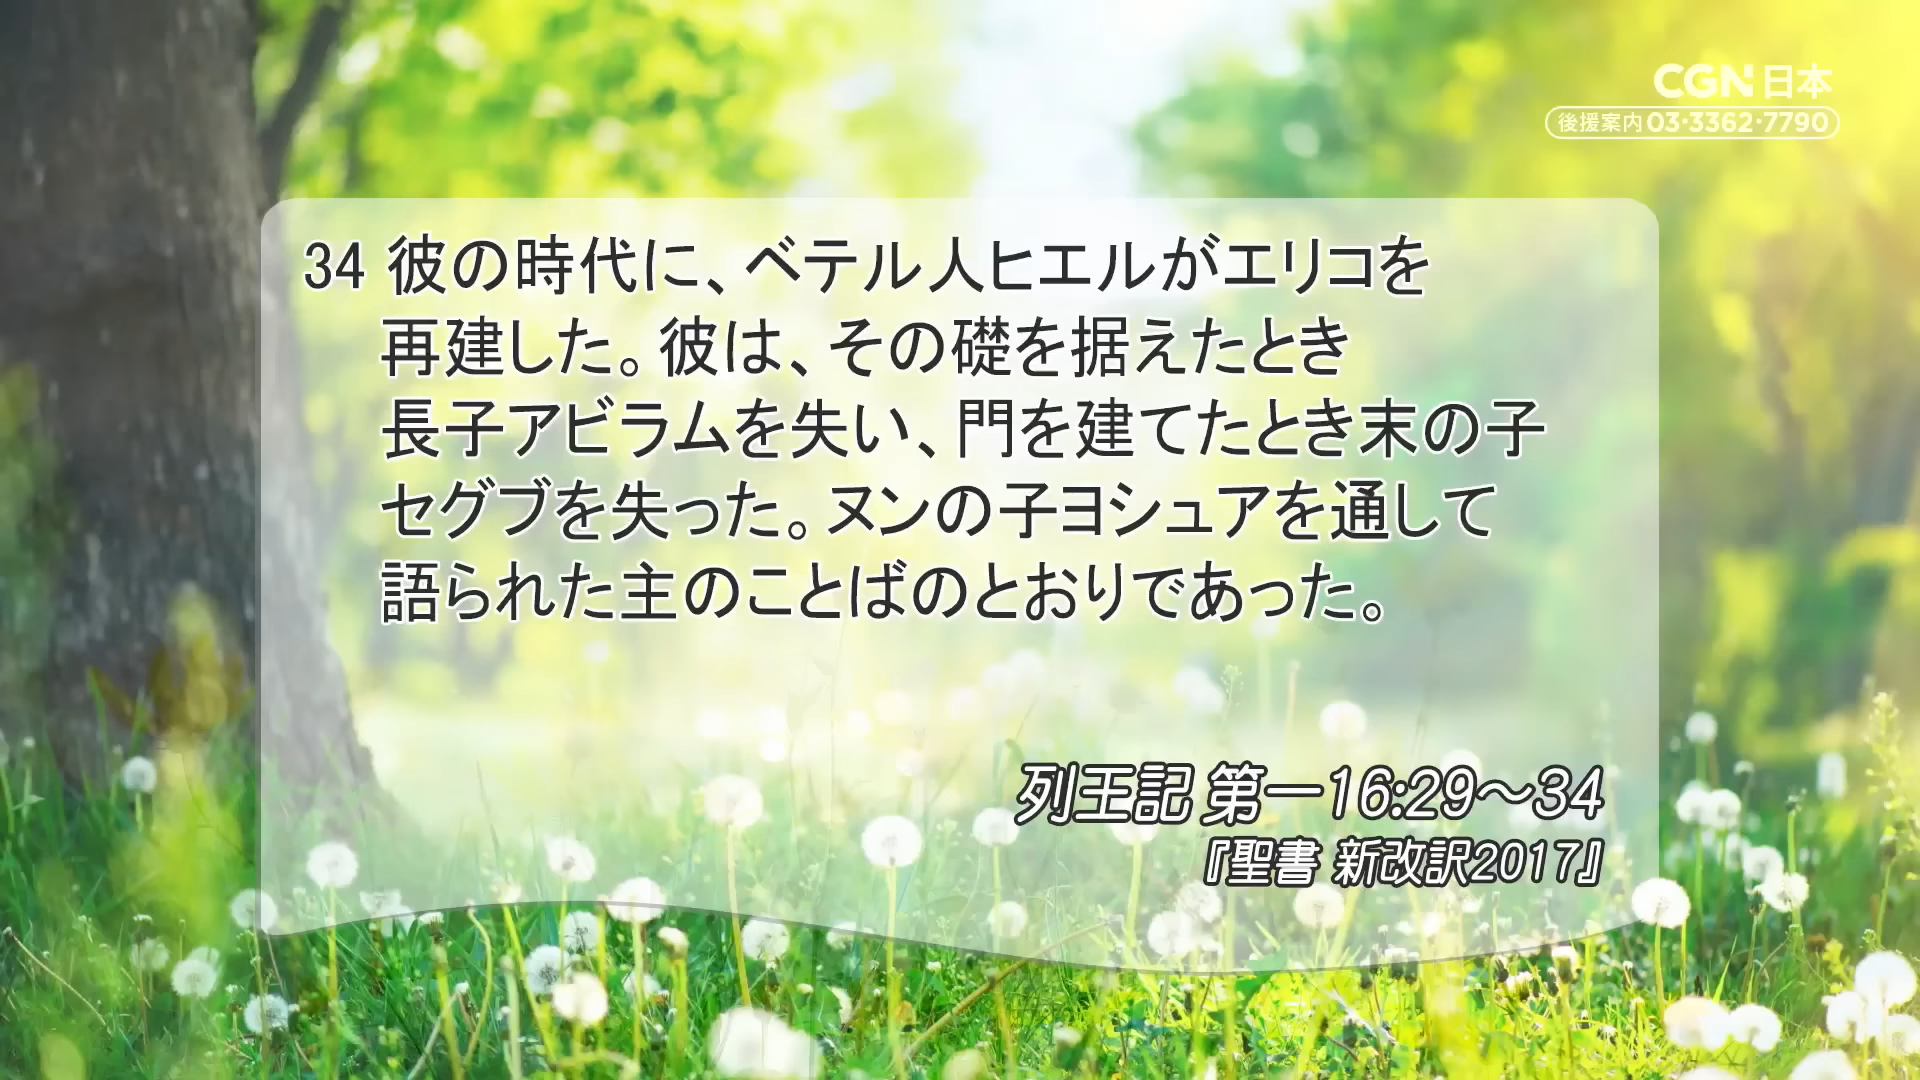 CGN日本
後援案内 03·3362·7790
34 彼の時代に、ベテル人ヒエルがエリコを
再建した。彼は、その礎を据えたとき
長子アビラムを失い、門を建てたとき末の子
セグブを失った。ヌンの子ヨシュアを通して
語られた主のことばのとおりであった。
列王記 第一16:29〜34
『聖書 新改訳2017』